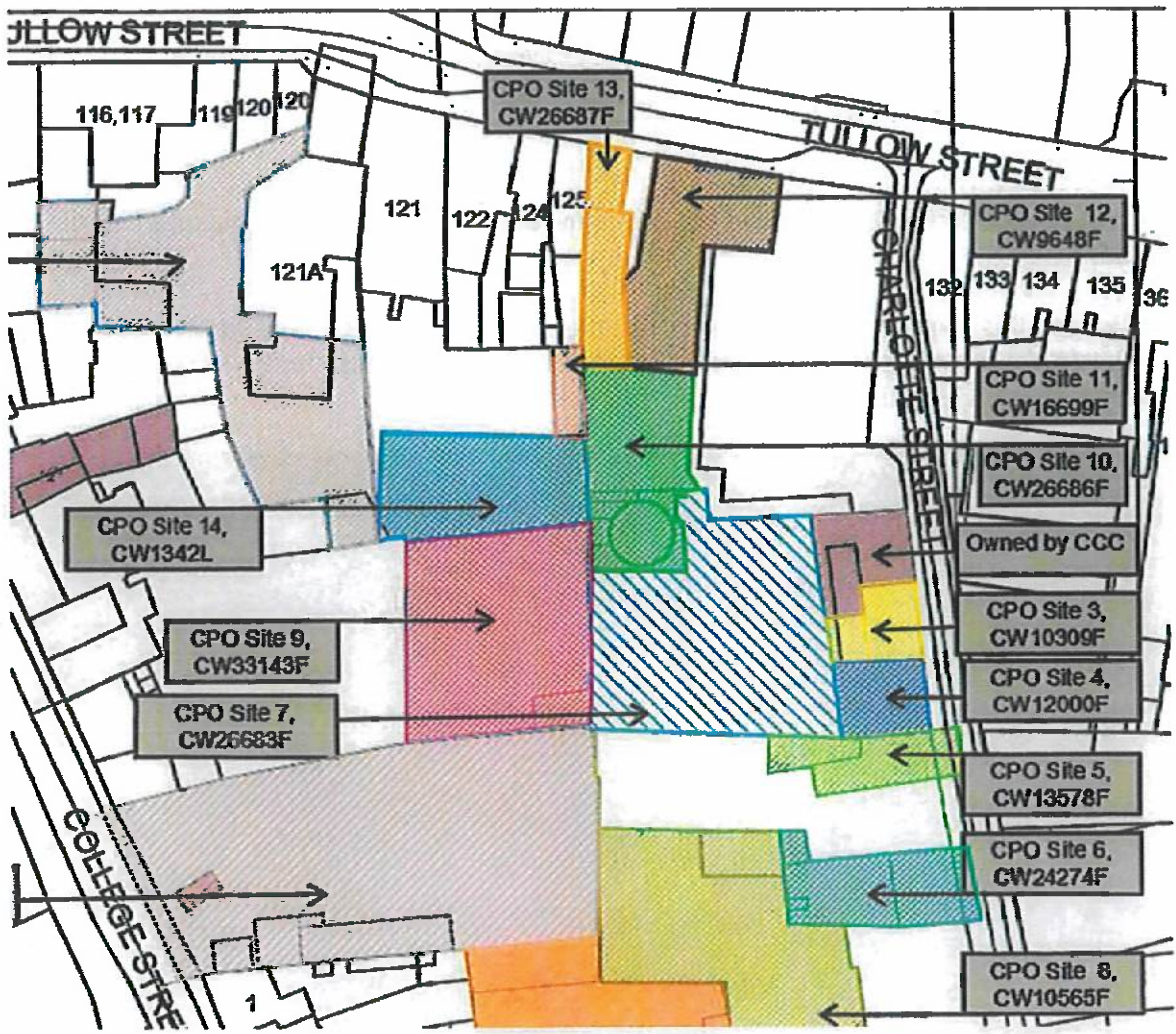 ULLOW STREET
116,117
119
120
120
CPO Site 13,
CW26687F
TULLOW STREET
121
122
124
125
CPO Site 12,
CW9648F
121A
CHARLOTTE STREET
132
133
134
135
36
CPO Site 11,
CW16699F
CPO Site 10,
CW26686F
CPO Site 14,
CW1342L
Owned by CCC
CPO Site 9,
CW33143F
CPO Site 3,
CW10309F
CPO Site 4,
CW12000F
CPO Site 7,
CW26683F
CPO Site 5,
CW13578F
COLLEGE STRE
CPO Site 6,
CW24274F
CPO Site 8,
CW10565F
1